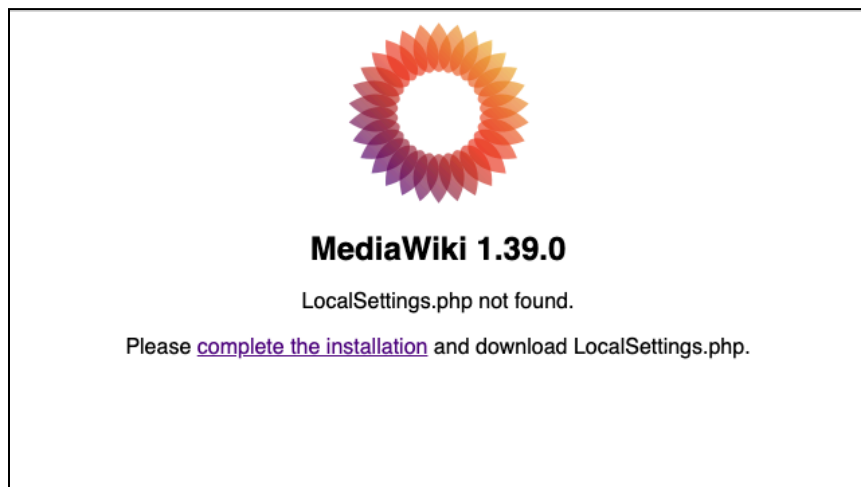 MediaWiki 1.39.0
LocalSettings.php not found.
Please complete the installation and download LocalSettings.php.